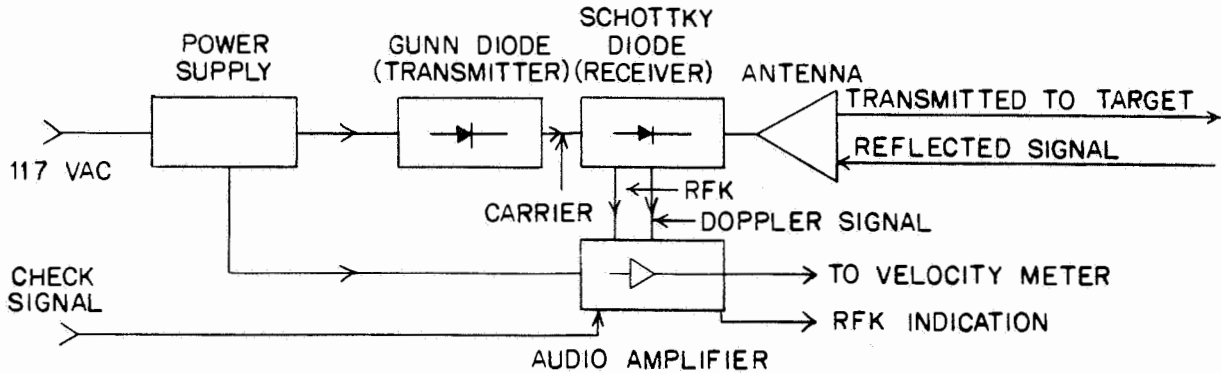 POWER
SUPPLY
GUNN DIODE
(TRANSMITTER)
SCHOTTKY
DIODE
(RECEIVER)
ANTENNA
TRANSMITTED TO TARGET
REFLECTED SIGNAL
117 VAC
CARRIER
RFK
DOPPLER SIGNAL
CHECK
SIGNAL
TO VELOCITY METER
RFK INDICATION
AUDIO AMPLIFIER